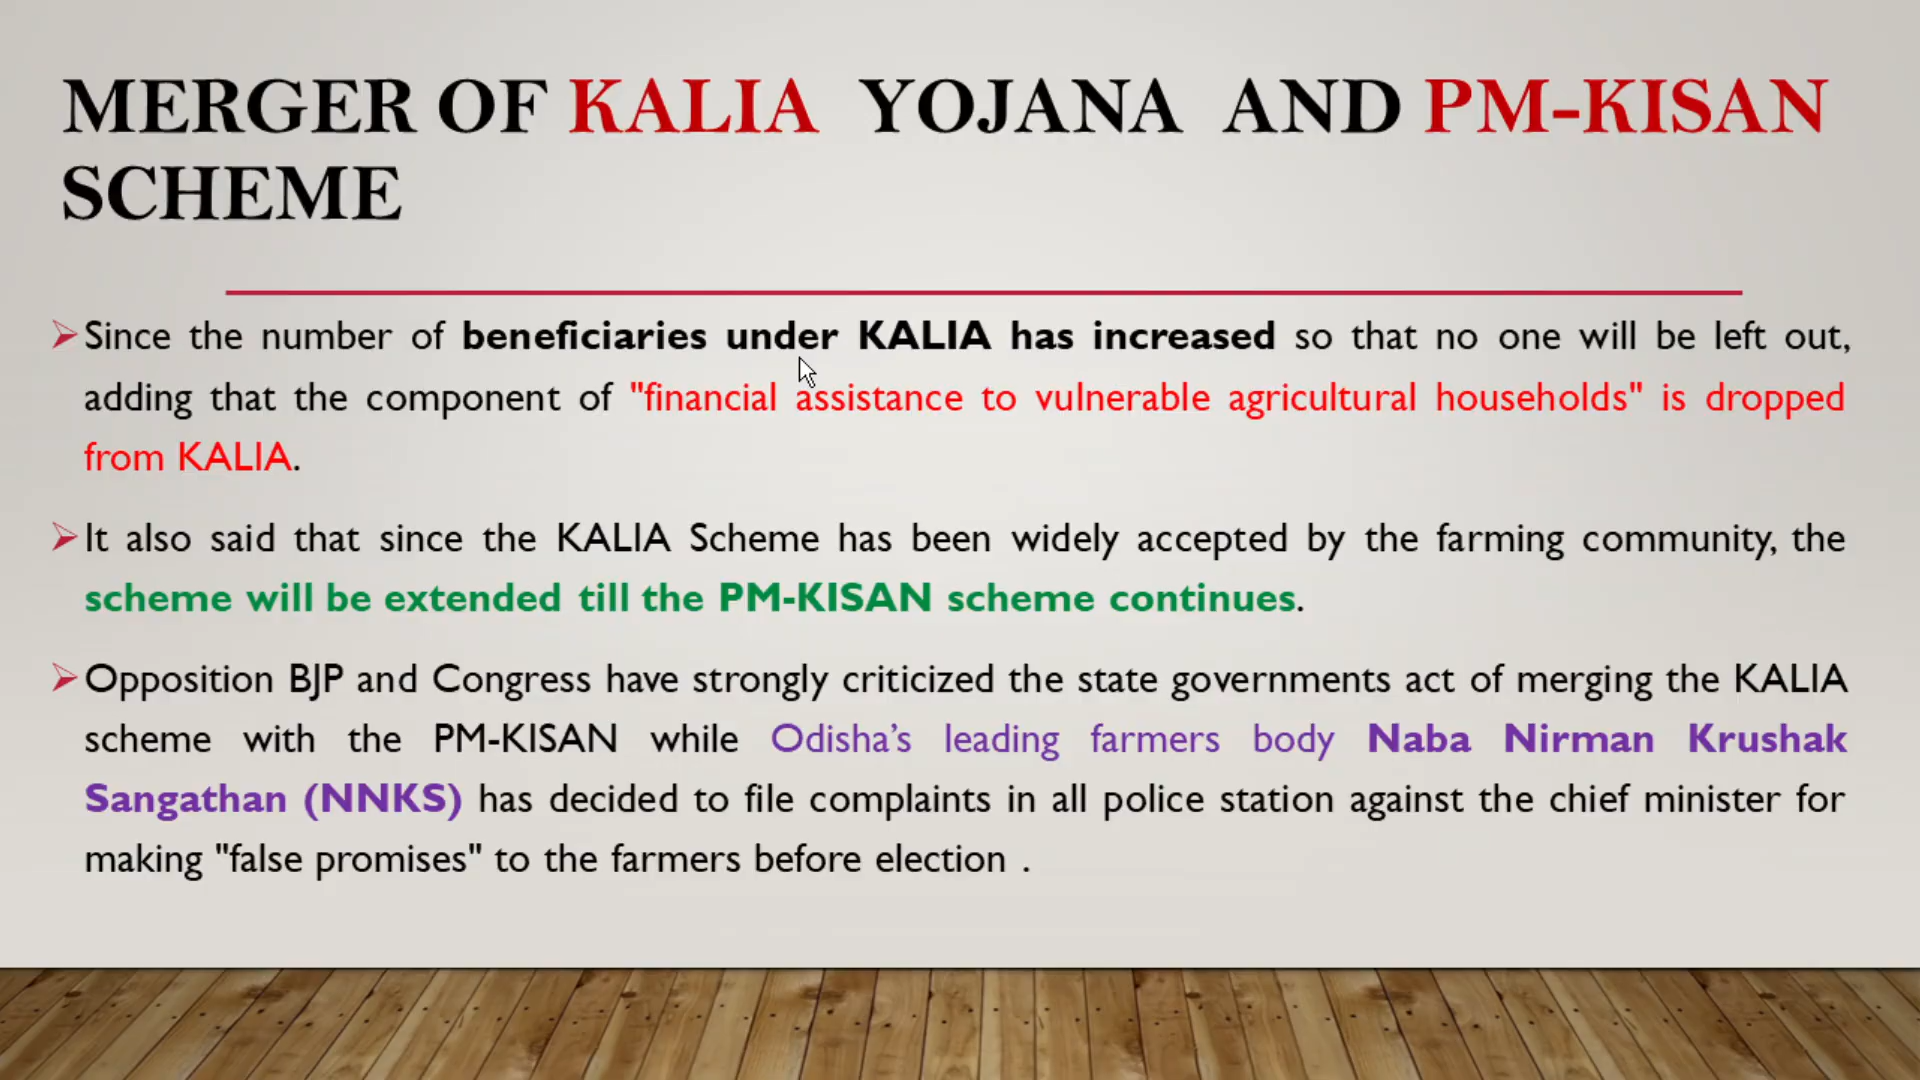 MERGER OF KALIA YOJANA AND PM-KISAN
SCHEME
➢Since the number of beneficiaries under KALIA has increased so that no one will be left out,
adding that the component of "financial assistance to vulnerable agricultural households" is dropped
from KALIA.
➢It also said that since the KALIA Scheme has been widely accepted by the farming community, the
scheme will be extended till the PM-KISAN scheme continues.
➢Opposition BJP and Congress have strongly criticized the state governments act of merging the KALIA
scheme with the PM-KISAN while Odisha’s leading farmers body Naba Nirman Krushak
Sangathan (NNKS) has decided to file complaints in all police station against the chief minister for
making "false promises" to the farmers before election .